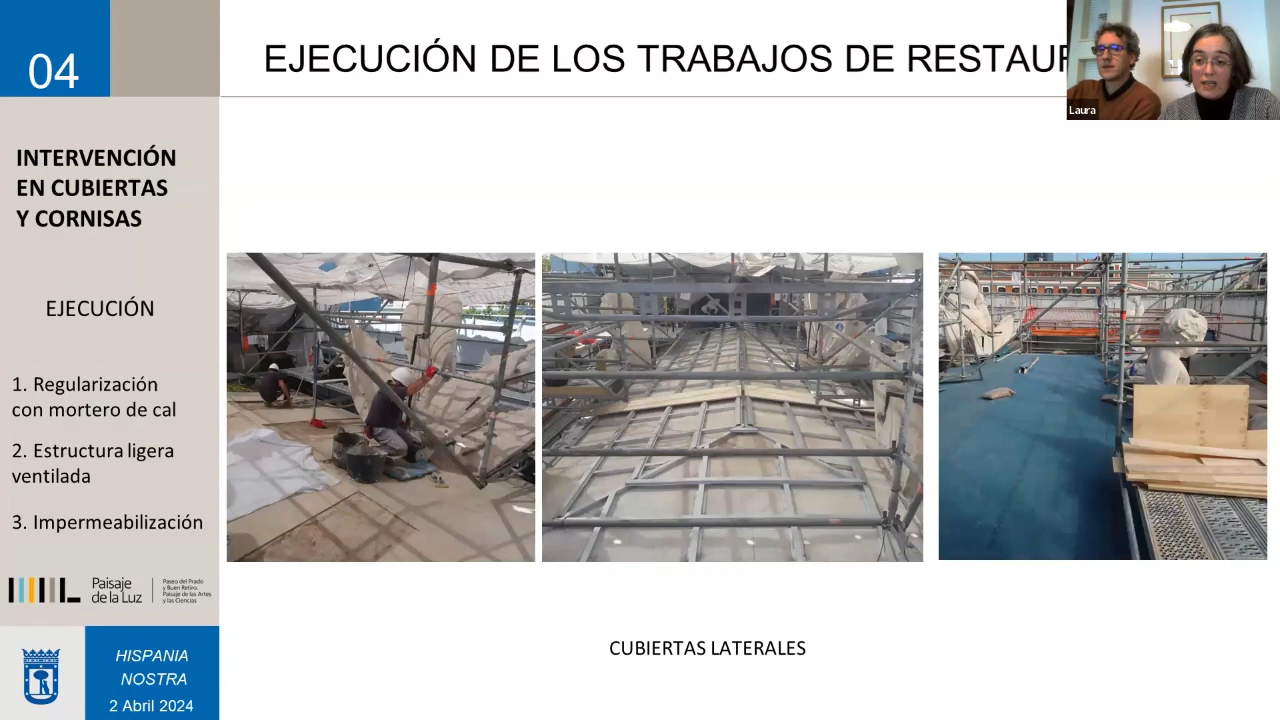 04
EJECUCIÓN DE LOS TRABAJOS DE RESTAUR
Laura
INTERVENCIÓN
EN CUBIERTAS
Y CORNISAS
EJECUCIÓN
1. Regularización
con mortero de cal
2. Estructura ligera
ventilada
3. Impermeabilización
Paisaje
de la Luz
Paseo del Prado
y Buen Retiro.
Paisaje de las Artes
y las Ciencias
HISPANIA
NOSTRA
2 Abril 2024
CUBIERTAS LATERALES